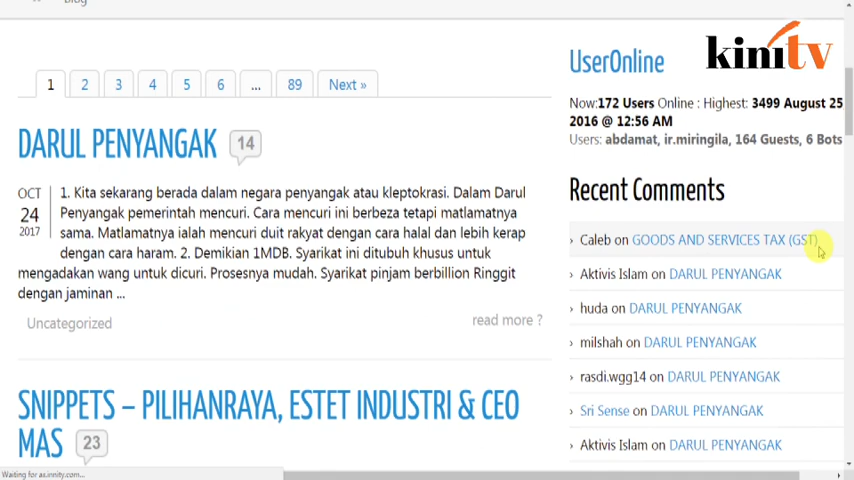 Blog
1 2 3 4 5 6 ... 89 Next »
DARUL PENYANGAK 14
OCT
24
2017
1. Kita sekarang berada dalam negara penyangak atau kleptokrasi. Dalam Darul
Penyangak pemerintah mencuri. Cara mencuri ini berbeza tetapi matlamatnya
sama. Matlamatnya ialah mencuri duit rakyat dengan cara halal dan lebih kerap
dengan cara haram. 2. Demikian 1MDB. Syarikat ini ditubuh khusus untuk
mengadakan wang untuk dicuri. Prosesnya mudah. Syarikat pinjam berbillion Ringgit
dengan jaminan ...
Uncategorized
read more ?
SNIPPETS – PILIHANRAYA, ESTET INDUSTRI & CEO
MAS 23
Waiting for as.innity.com...
kinitv
UserOnline
Now:172 Users Online : Highest: 3499 August 25
2016 @ 12:56 AM
Users: abdamat, ir.miringila, 164 Guests, 6 Bots
Recent Comments
› Caleb on GOODS AND SERVICES TAX (GST)
› Aktivis Islam on DARUL PENYANGAK
› huda on DARUL PENYANGAK
› milshah on DARUL PENYANGAK
› rasdi.wgg14 on DARUL PENYANGAK
› Sri Sense on DARUL PENYANGAK
› Aktivis Islam on DARUL PENYANGAK